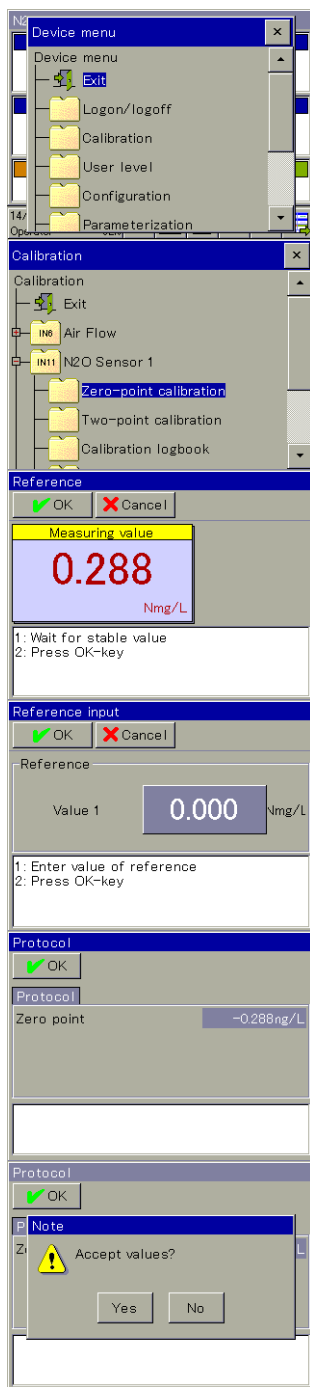 N2
Device menu
Device menu
Exit
Logon/logoff
Calibration
User level
Configuration
Parameterization
14/
Calibration
Calibration
Exit
IN6 Air Flow
IN11 N2O Sensor 1
Zero-point calibration
Two-point calibration
Calibration logbook
Reference
OK Cancel
Measuring value
0.288
Nmg/L
1: Wait for stable value
2: Press OK-key
Reference input
OK Cancel
Reference
Value 1 0.000 Nmg/L
1: Enter value of reference
2: Press OK-key
Protocol
OK
Protocol
Zero point -0.288ng/L
Protocol
OK
Note
Accept values?
Yes No